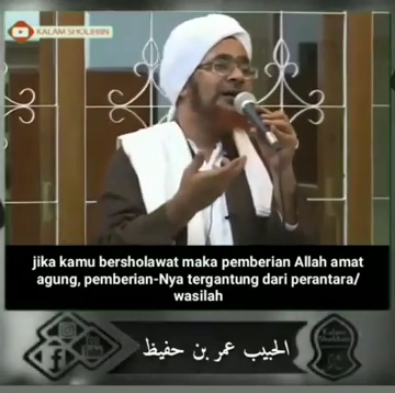 KALAM SHOLIHIN
jika kamu bersholawat maka pemberian Allah amat
agung, pemberian-Nya tergantung dari perantara/
wasilah
الحبيب عمر بن حفيظ